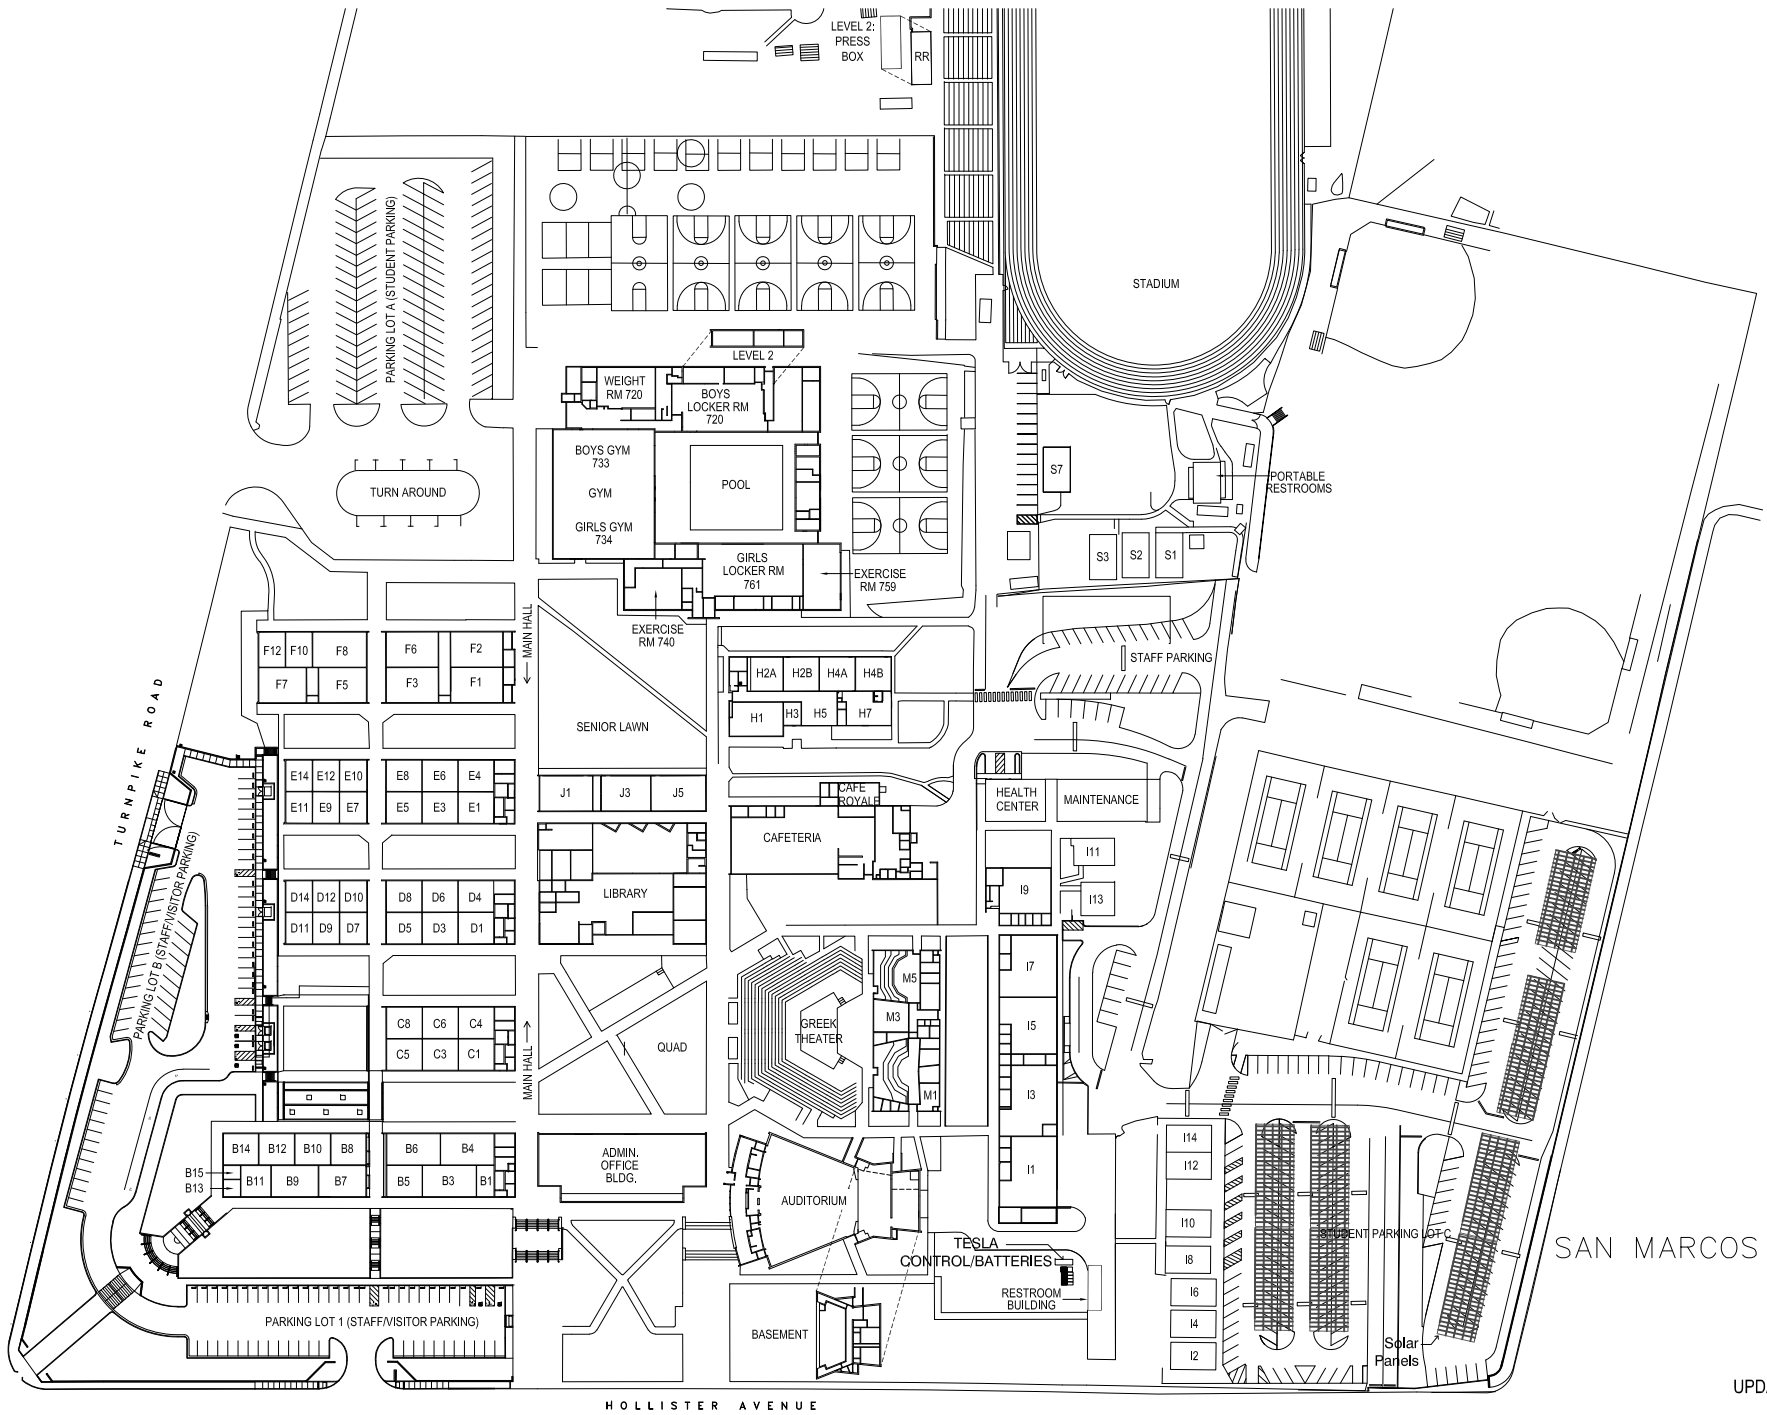 LEVEL 2:
PRESS
BOX
RR
STADIUM
PARKING LOT A (STUDENT PARKING)
LEVEL 2
WEIGHT
RM 720
BOYS
LOCKER RM
720
BOYS GYM
733
GYM
GIRLS GYM
734
POOL
TURN AROUND
S7
PORTABLE
RESTROOMS
S3
S2
S1
GIRLS
LOCKER RM
761
EXERCISE
RM 759
EXERCISE
RM 740
MAIN HALL
STAFF PARKING
F12
F10
F8
F6
F2
F7
F5
F3
F1
H2A
H2B
H4A
H4B
H1
H3
H5
H7
SENIOR LAWN
TURNPIKE ROAD
E14
E12
E10
E8
E6
E4
E11
E9
E7
E5
E3
E1
J1
J3
J5
CAFE
ROYALE
HEALTH
CENTER
MAINTENANCE
CAFETERIA
I11
I9
I13
LIBRARY
PARKING LOT B (STAFF/VISITOR PARKING)
D14
D12
D10
D8
D6
D4
D11
D9
D7
D5
D3
D1
M5
I7
C8
C6
C4
C5
C3
C1
MAIN HALL
QUAD
GREEK
THEATER
M3
I5
M1
I3
B14
B12
B10
B8
B6
B4
B15
B13
B11
B9
B7
B5
B3
B1
ADMIN.
OFFICE
BLDG.
AUDITORIUM
I1
I14
I12
I10
I8
I6
I4
I2
STUDENT PARKING LOT C
SAN MARCOS
TESLA
CONTROL/BATTERIES
RESTROOM
BUILDING
BASEMENT
PARKING LOT 1 (STAFF/VISITOR PARKING)
Solar
Panels
UPD
HOLLISTER AVENUE